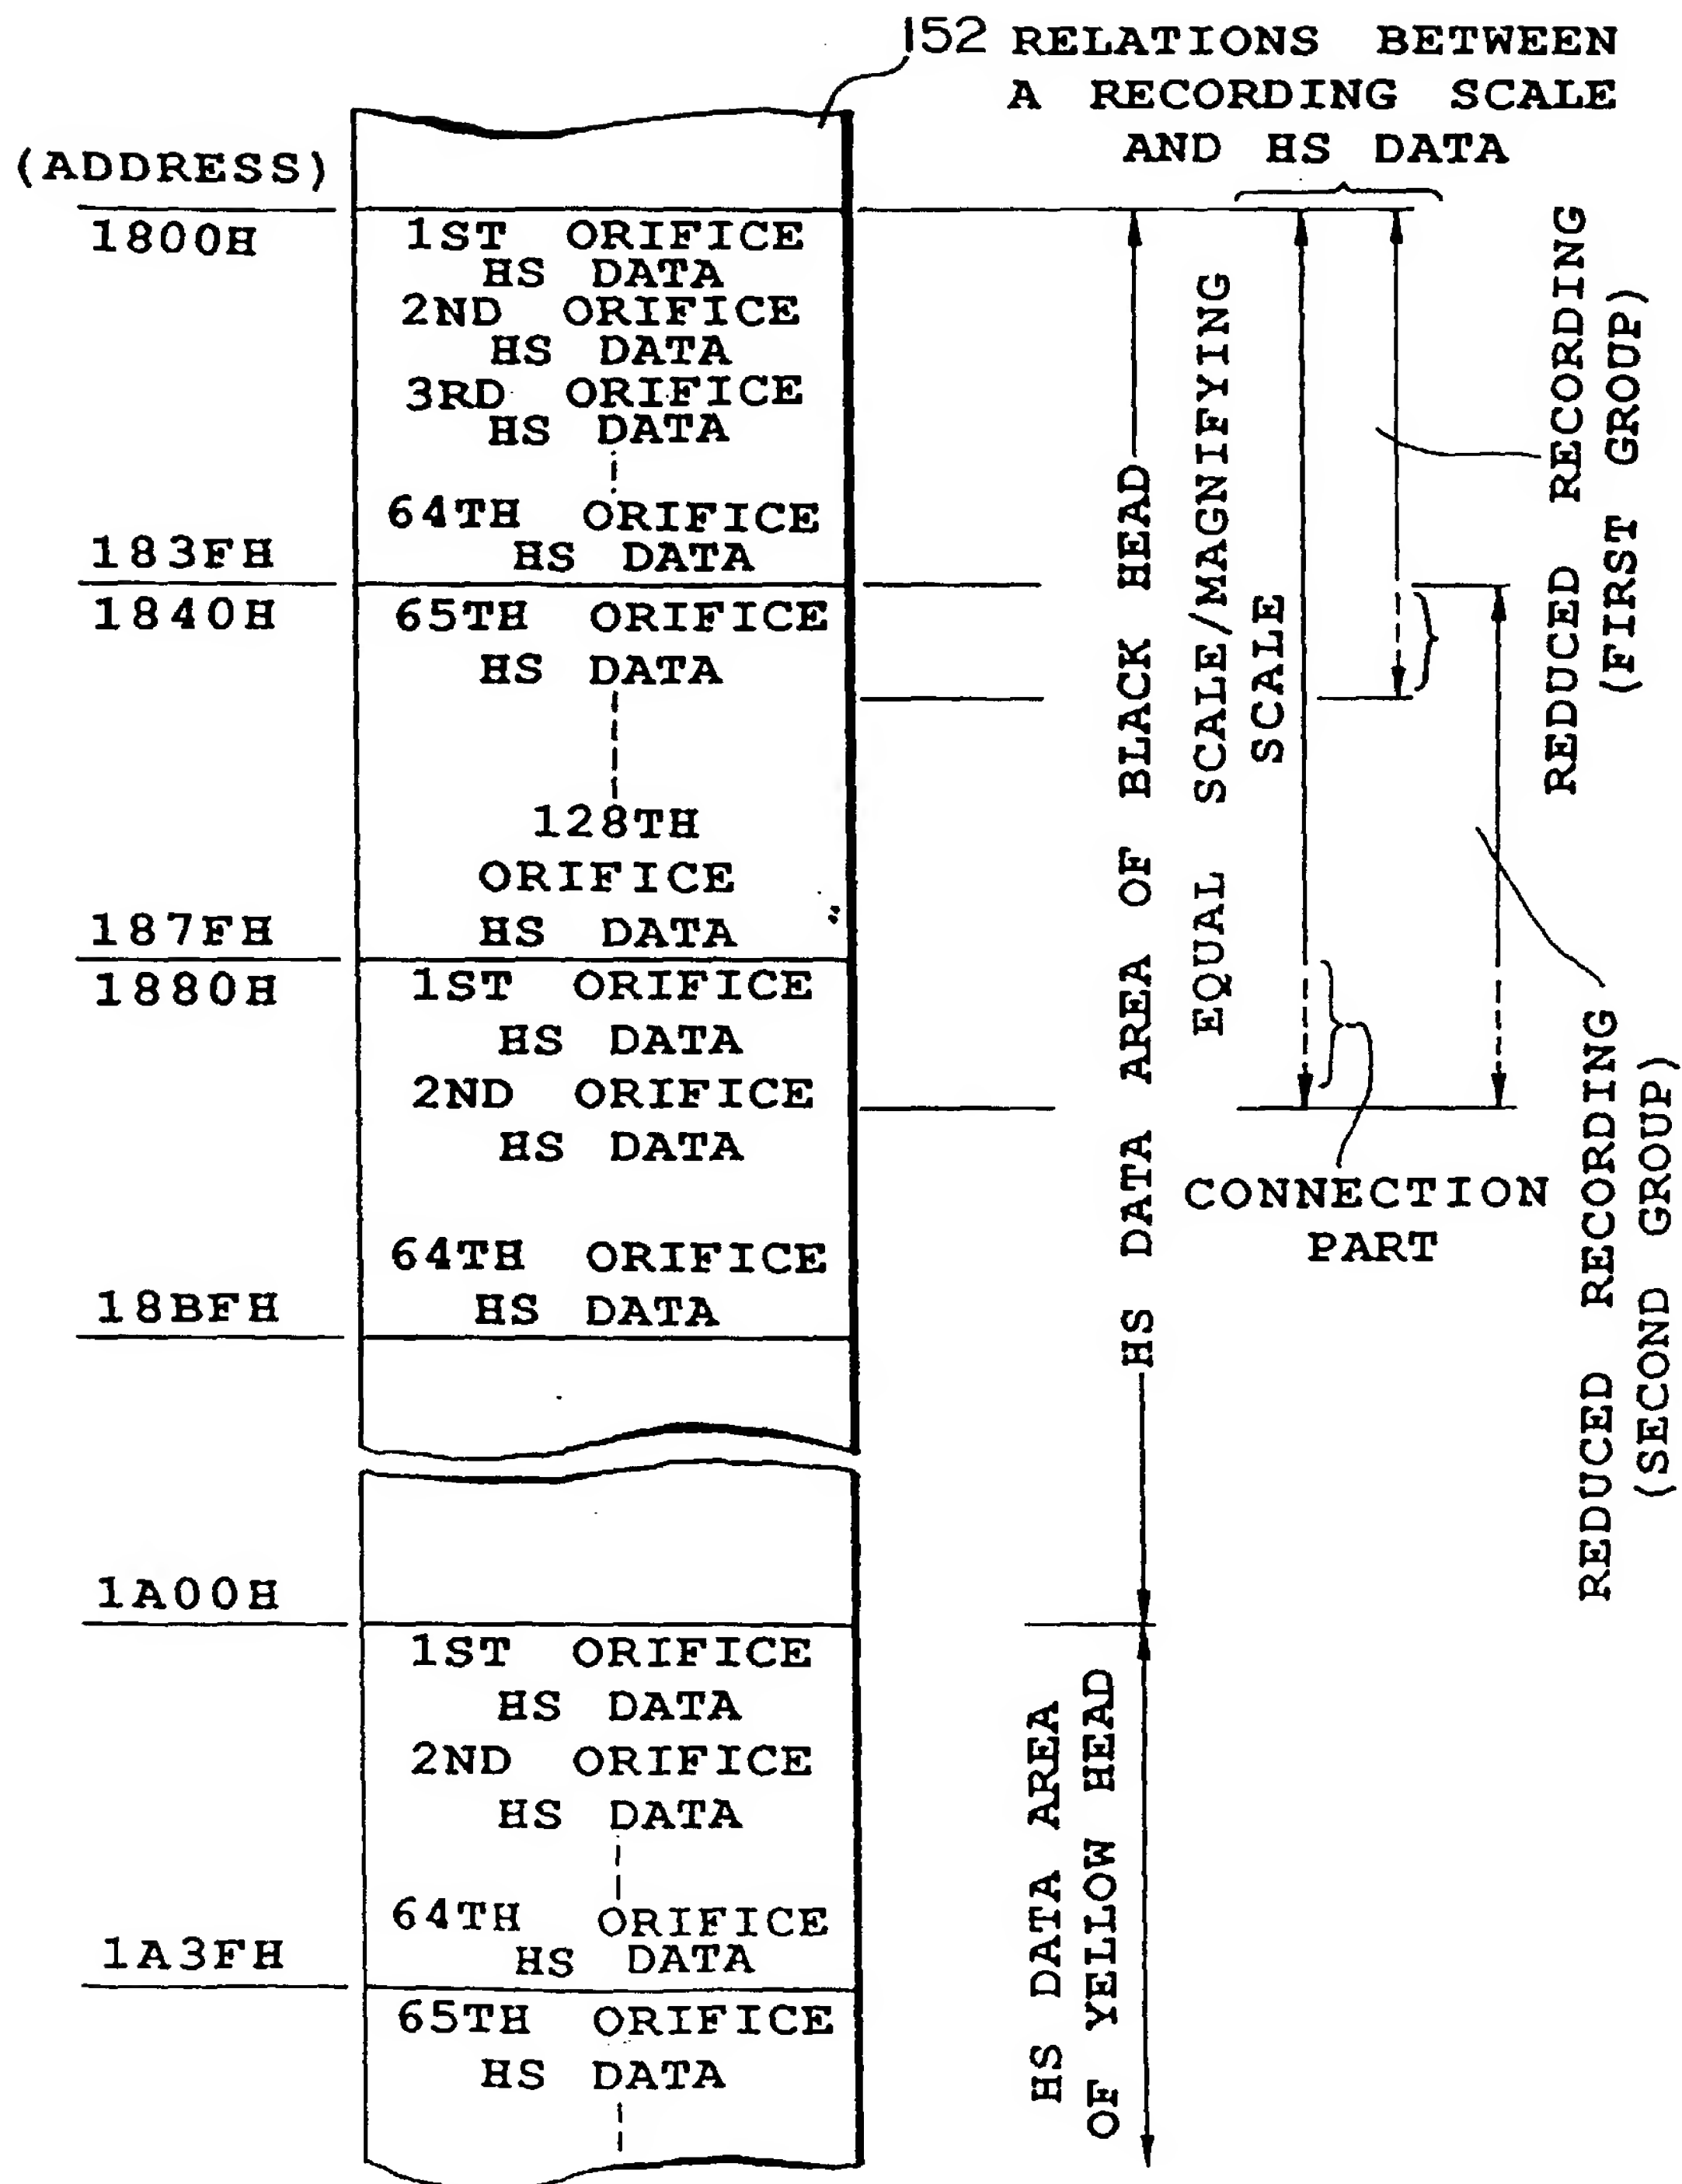 152 RELATIONS BETWEEN
A RECORDING SCALE
AND HS DATA
(ADDRESS)
1800H
1ST ORIFICE
HS DATA
2ND ORIFICE
HS DATA
3RD ORIFICE
HS DATA
64TH ORIFICE
HS DATA
183FH
1840H
65TH ORIFICE
HS DATA
128TH
ORIFICE
HS DATA
187FH
1880H
1ST ORIFICE
HS DATA
2ND ORIFICE
HS DATA
64TH ORIFICE
HS DATA
18BFH
1A00H
1ST ORIFICE
HS DATA
2ND ORIFICE
HS DATA
64TH ORIFICE
HS DATA
1A3FH
65TH ORIFICE
HS DATA
HS DATA AREA OF BLACK HEAD
EQUAL SCALE/MAGNIFYING
SCALE
REDUCED RECORDING
(FIRST GROUP)
CONNECTION
PART
REDUCED RECORDING
(SECOND GROUP)
HS DATA AREA
OF YELLOW HEAD